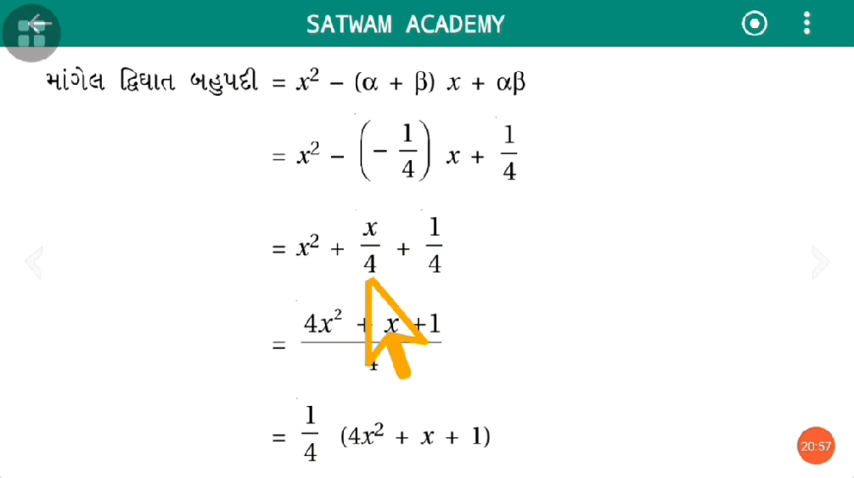 SATWAM ACADEMY
માંગેલ દ્વિઘાત બહુપદી = x² − (α + β) x + αβ
= x² − (− 1/4) x + 1/4
= x² + x/4 + 1/4
= (4x² + x + 1)/4
= 1/4 (4x² + x + 1)
20:57